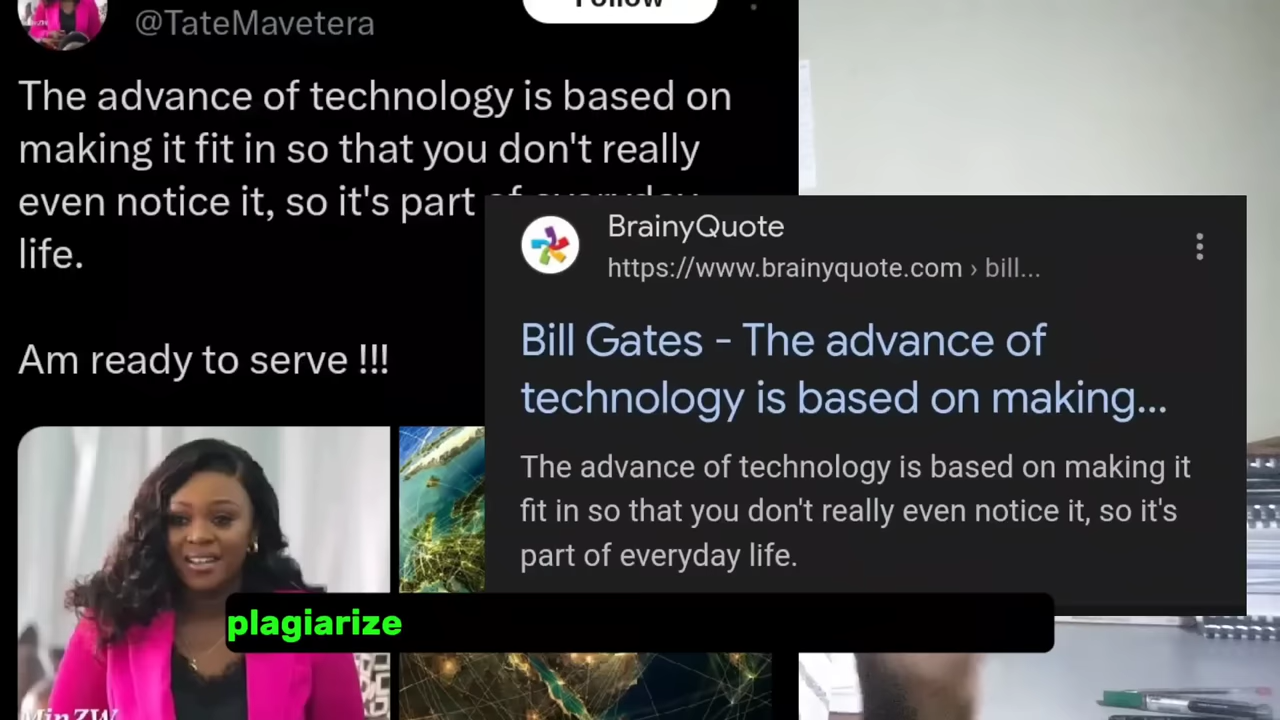 Follow
@TateMavetera
The advance of technology is based on
making it fit in so that you don't really
even notice it, so it's part of everyday
life.
Am ready to serve !!!
BrainyQuote
https://www.brainyquote.com › bill...
Bill Gates - The advance of
technology is based on making...
The advance of technology is based on making it
fit in so that you don't really even notice it, so it's
part of everyday life.
plagiarize
MinZW